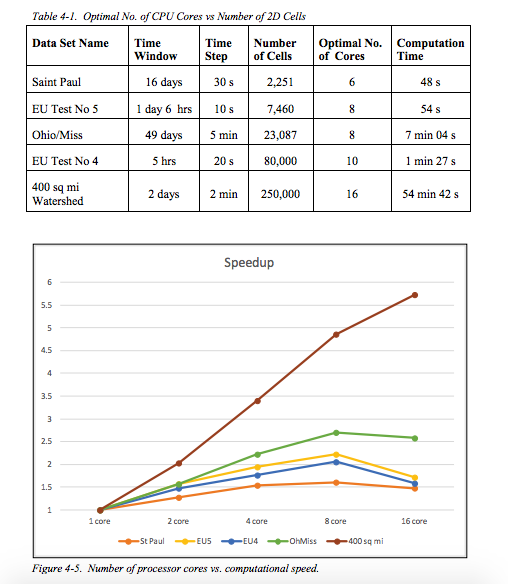 Table 4-1. Optimal No. of CPU Cores vs Number of 2D Cells
Data Set Name Time Window Time Step Number of Cells Optimal No. of Cores Computation Time
Saint Paul 16 days 30 s 2,251 6 48 s
EU Test No 5 1 day 6 hrs 10 s 7,460 8 54 s
Ohio/Miss 49 days 5 min 23,087 8 7 min 04 s
EU Test No 4 5 hrs 20 s 80,000 10 1 min 27 s
400 sq mi Watershed 2 days 2 min 250,000 16 54 min 42 s
Speedup
6
5.5
5
4.5
4
3.5
3
2.5
2
1.5
1
1 core 2 core 4 core 8 core 16 core
St Paul EU5 EU4 OhMiss 400 sq mi
Figure 4-5. Number of processor cores vs. computational speed.